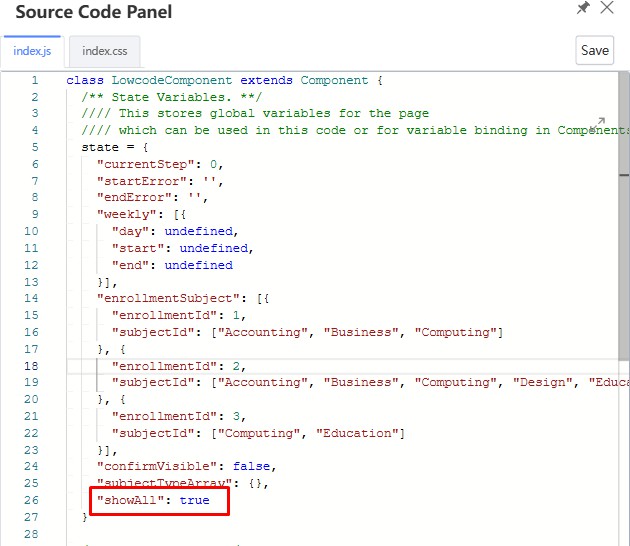 Source Code Panel
index.js
index.css
Save
1 class LowcodeComponent extends Component {
2 /** State Variables. **/
3 //// This stores global variables for the page
4 //// which can be used in this code or for variable binding in Components
5 state = {
6 "currentStep": 0,
7 "startError": '',
8 "endError": '',
9 "weekly": [{
10 "day": undefined,
11 "start": undefined,
12 "end": undefined
13 }],
14 "enrollmentSubject": [{
15 "enrollmentId": 1,
16 "subjectId": ["Accounting", "Business", "Computing"]
17 }, {
18 "enrollmentId": 2,
19 "subjectId": ["Accounting", "Business", "Computing", "Design", "Educa
20 }, {
21 "enrollmentId": 3,
22 "subjectId": ["Computing", "Education"]
23 }],
24 "confirmVisible": false,
25 "subjectTypeArray": {},
26 "showAll": true
27 }
28